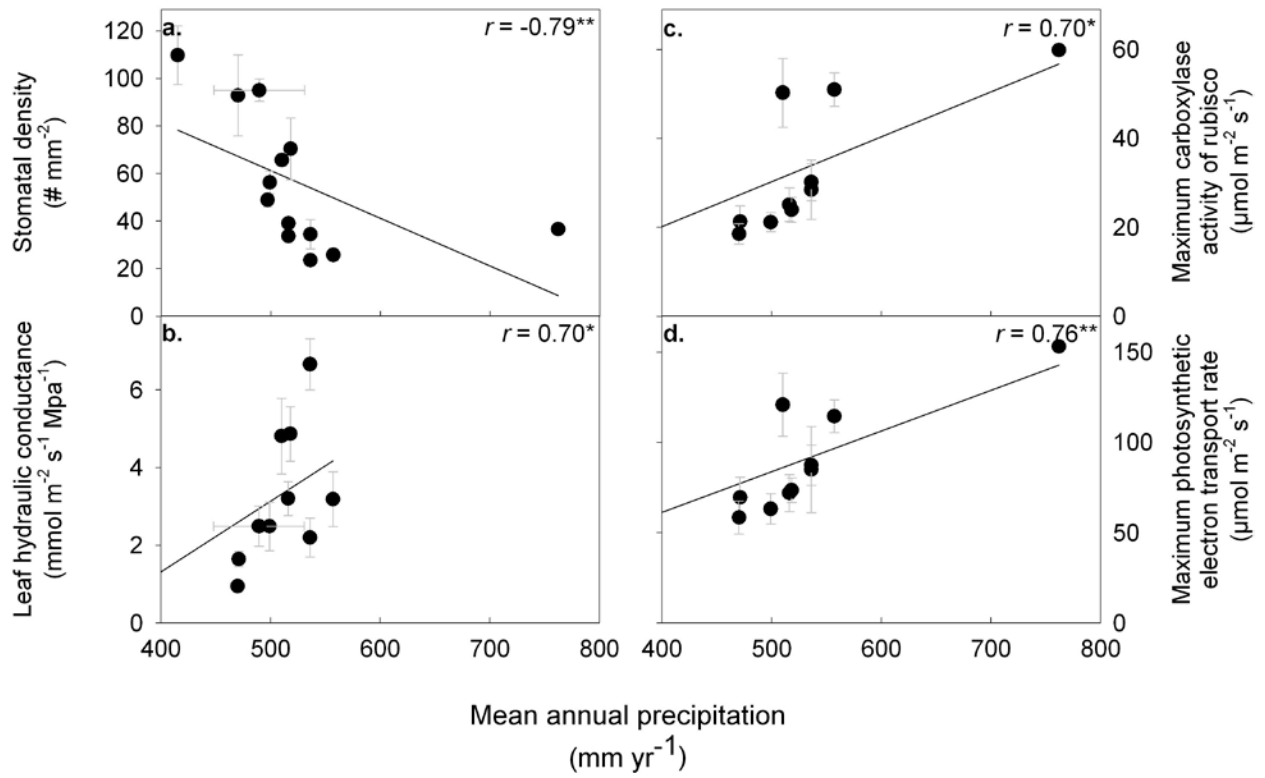 a.
r = -0.79**
120
100
80
60
40
20
0
Stomatal density
(# mm-2)
c.
r = 0.70*
60
40
20
0
Maximum carboxylase
activity of rubisco
(µmol m-2 s-1)
b.
r = 0.70*
6
4
2
0
Leaf hydraulic conductance
(mmol m-2 s-1 Mpa-1)
400 500 600 700 800
d.
r = 0.76**
150
100
50
0
Maximum photosynthetic
electron transport rate
(µmol m-2 s-1)
400 500 600 700 800
Mean annual precipitation
(mm yr-1)